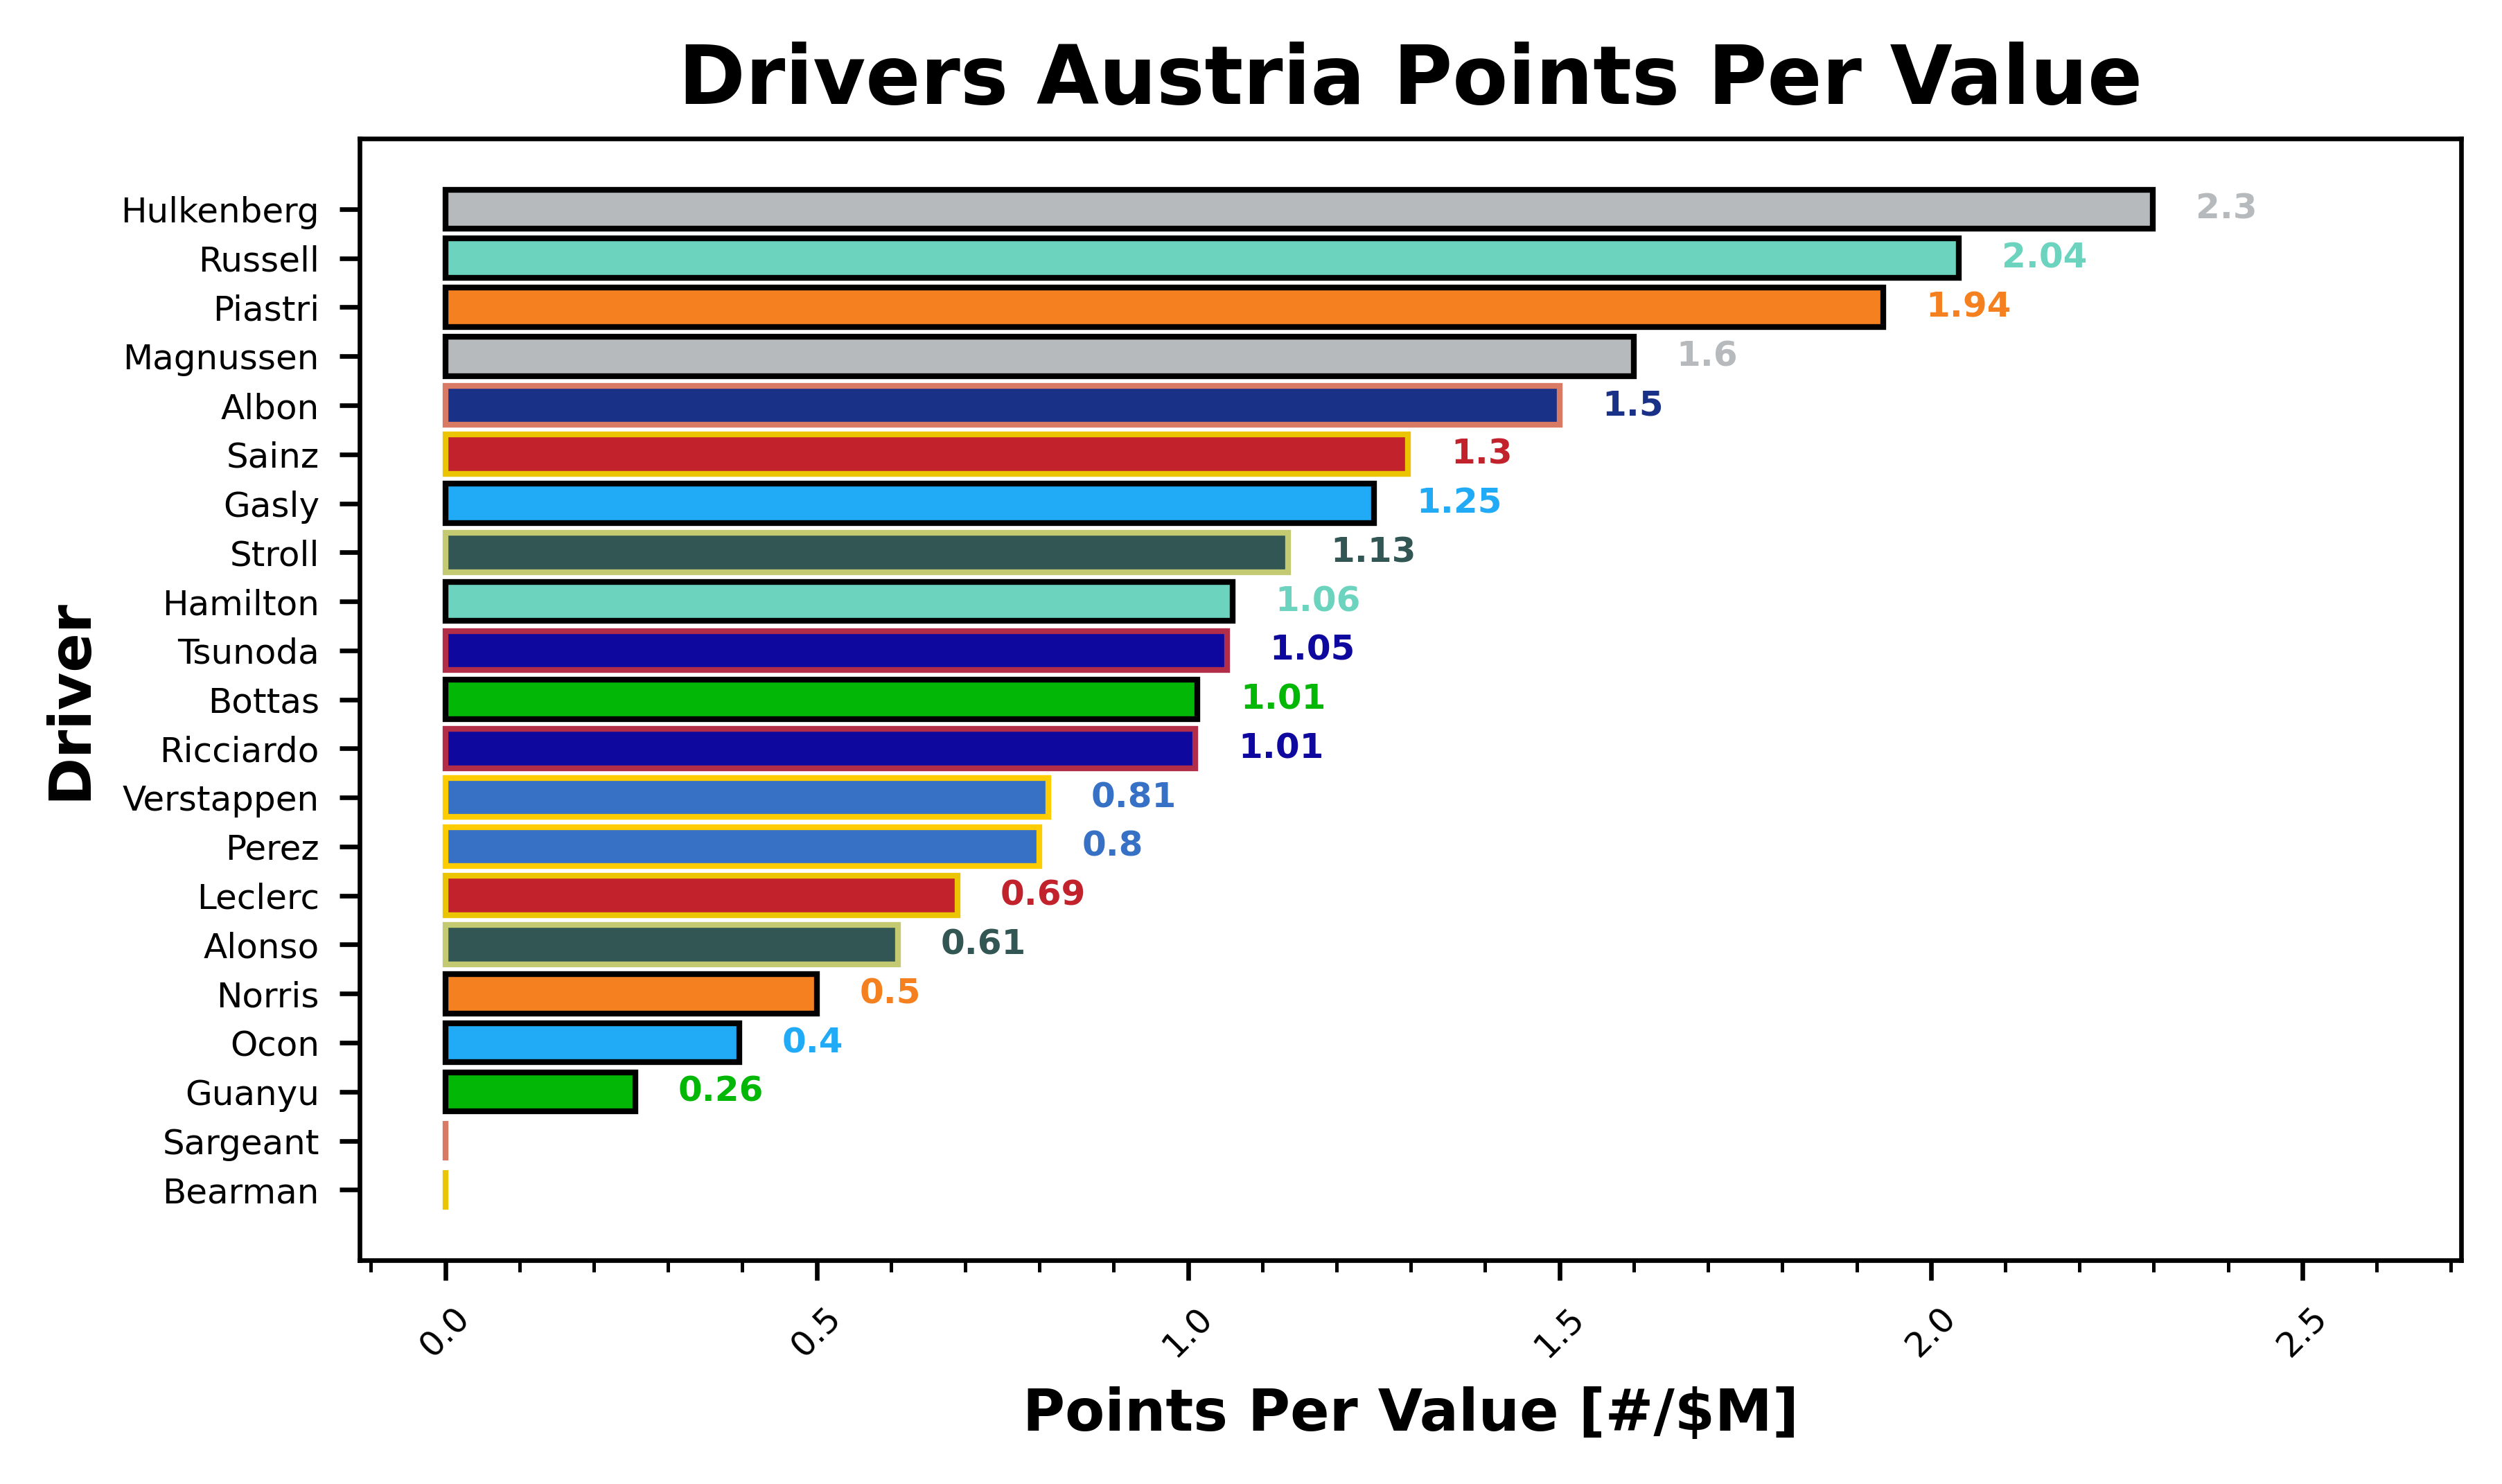 Drivers Austria Points Per Value
Driver
Hulkenberg 2.3
Russell 2.04
Piastri 1.94
Magnussen 1.6
Albon 1.5
Sainz 1.3
Gasly 1.25
Stroll 1.13
Hamilton 1.06
Tsunoda 1.05
Bottas 1.01
Ricciardo 1.01
Verstappen 0.81
Perez 0.8
Leclerc 0.69
Alonso 0.61
Norris 0.5
Ocon 0.4
Guanyu 0.26
Sargeant
Bearman
0.0 0.5 1.0 1.5 2.0 2.5
Points Per Value [#/$M]